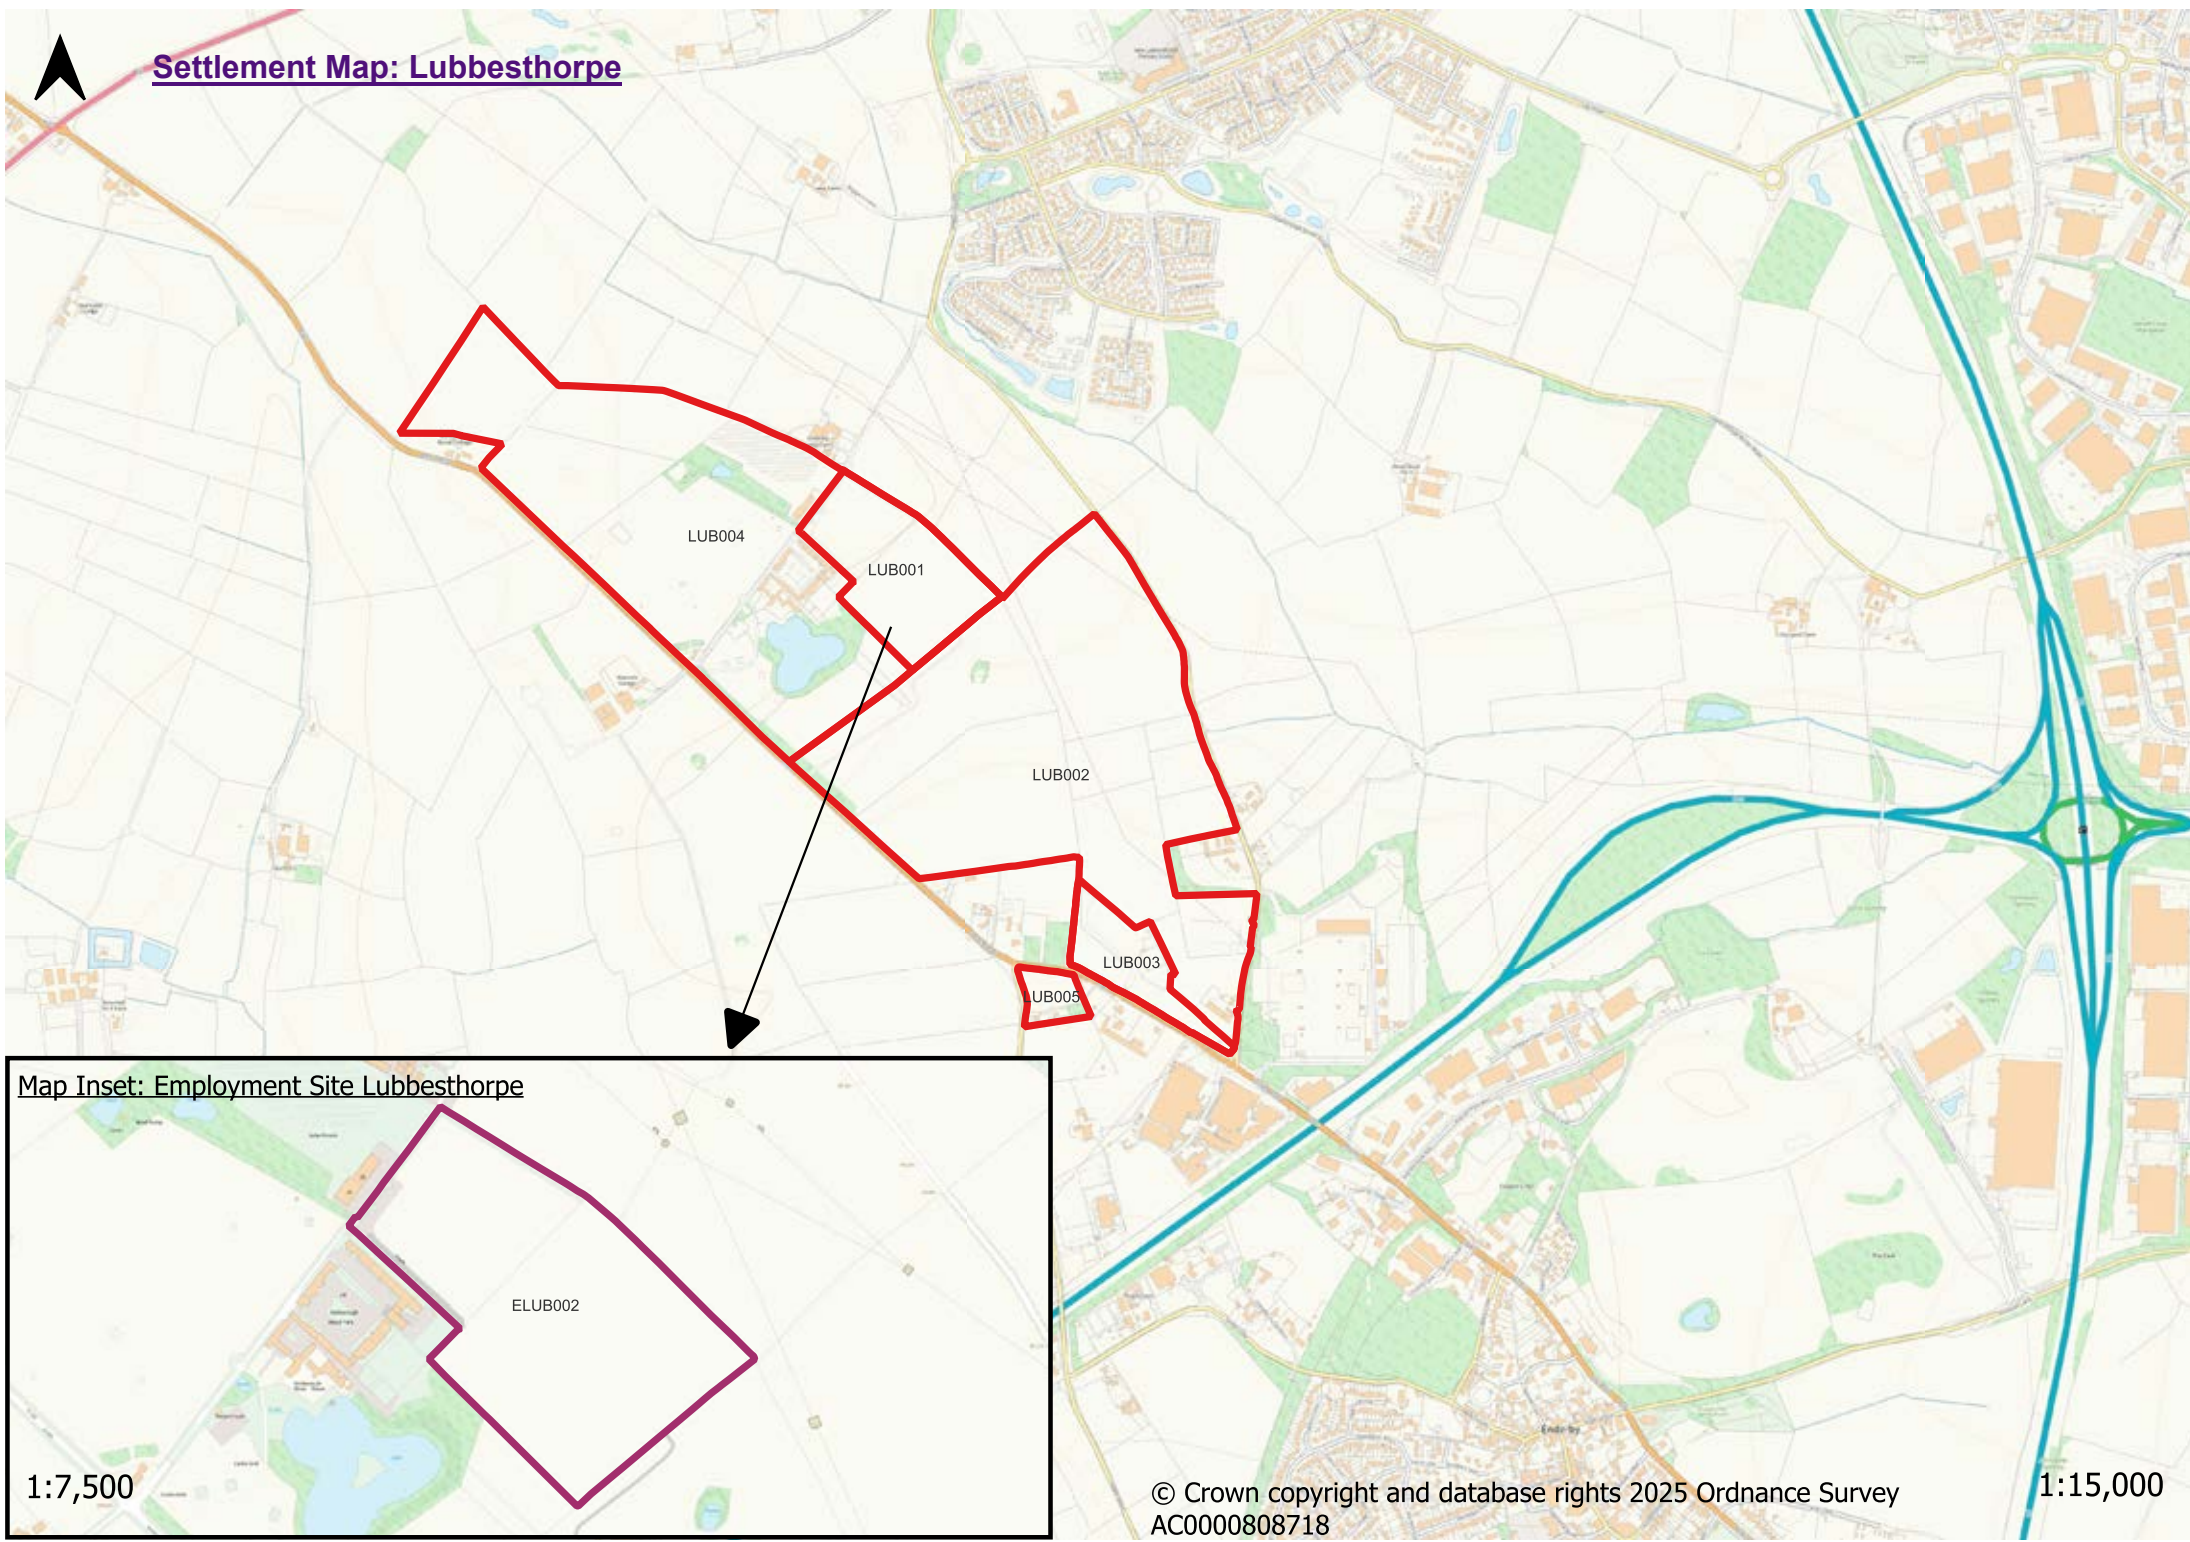 Settlement Map: Lubbesthorpe
LUB004
LUB001
LUB002
LUB003
LUB005
Map Inset: Employment Site Lubbesthorpe
ELUB002
1:7,500
Enderby
© Crown copyright and database rights 2025 Ordnance Survey
AC0000808718
1:15,000